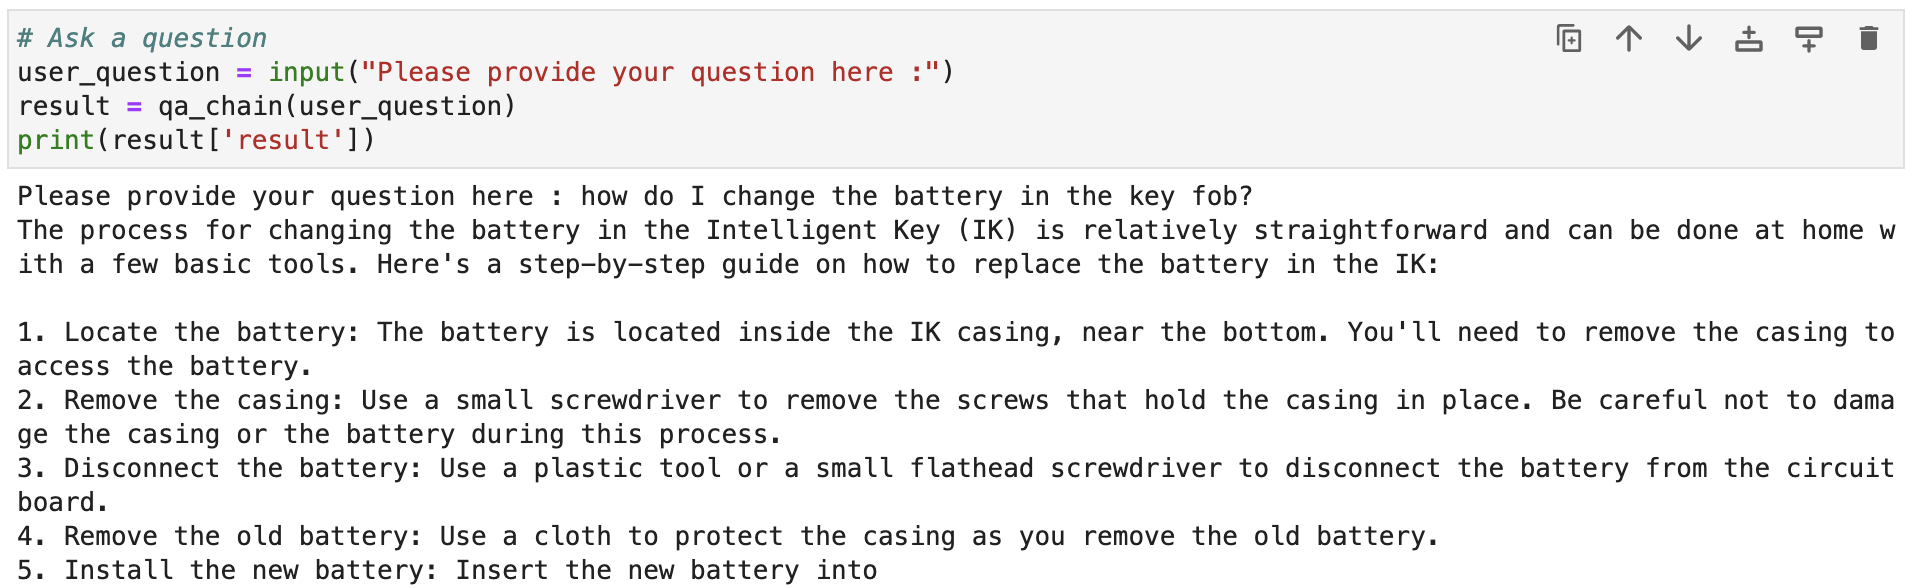 # Ask a question
user_question = input("Please provide your question here :")
result = qa_chain(user_question)
print(result['result'])
Please provide your question here : how do I change the battery in the key fob?
The process for changing the battery in the Intelligent Key (IK) is relatively straightforward and can be done at home w
ith a few basic tools. Here's a step-by-step guide on how to replace the battery in the IK:
1. Locate the battery: The battery is located inside the IK casing, near the bottom. You'll need to remove the casing to
access the battery.
2. Remove the casing: Use a small screwdriver to remove the screws that hold the casing in place. Be careful not to dama
ge the casing or the battery during this process.
3. Disconnect the battery: Use a plastic tool or a small flathead screwdriver to disconnect the battery from the circuit
board.
4. Remove the old battery: Use a cloth to protect the casing as you remove the old battery.
5. Install the new battery: Insert the new battery into